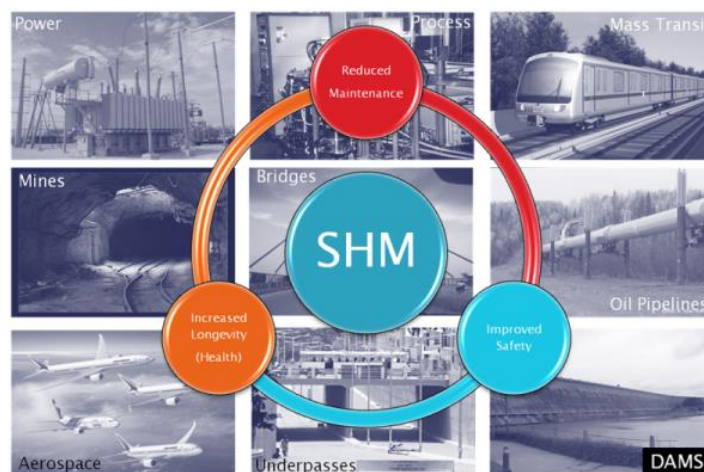 Power
Process
Mass Transi
Reduced
Maintenance
Mines
Bridges
SHM
Oil Pipelines
Increased
Longevity
(Health)
Improved
Safety
Aerospace
Underpasses
DAMS